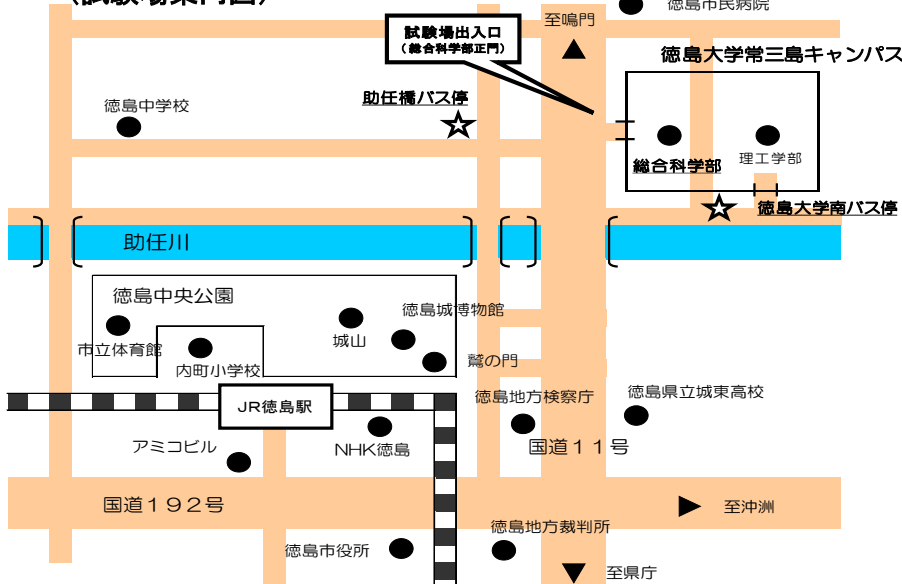 （試験場案内図）
徳島市民病院
至鳴門
試験場出入口
（総合科学部正門）
徳島大学常三島キャンパス
助任橋バス停
徳島中学校
総合科学部
理工学部
徳島大学南バス停
助任川
徳島中央公園
徳島城博物館
城山
市立体育館
内町小学校
鷲の門
JR徳島駅
徳島地方検察庁
徳島県立城東高校
アミコビル
NHK徳島
国道１１号
国道１９２号
至沖洲
徳島市役所
徳島地方裁判所
至県庁